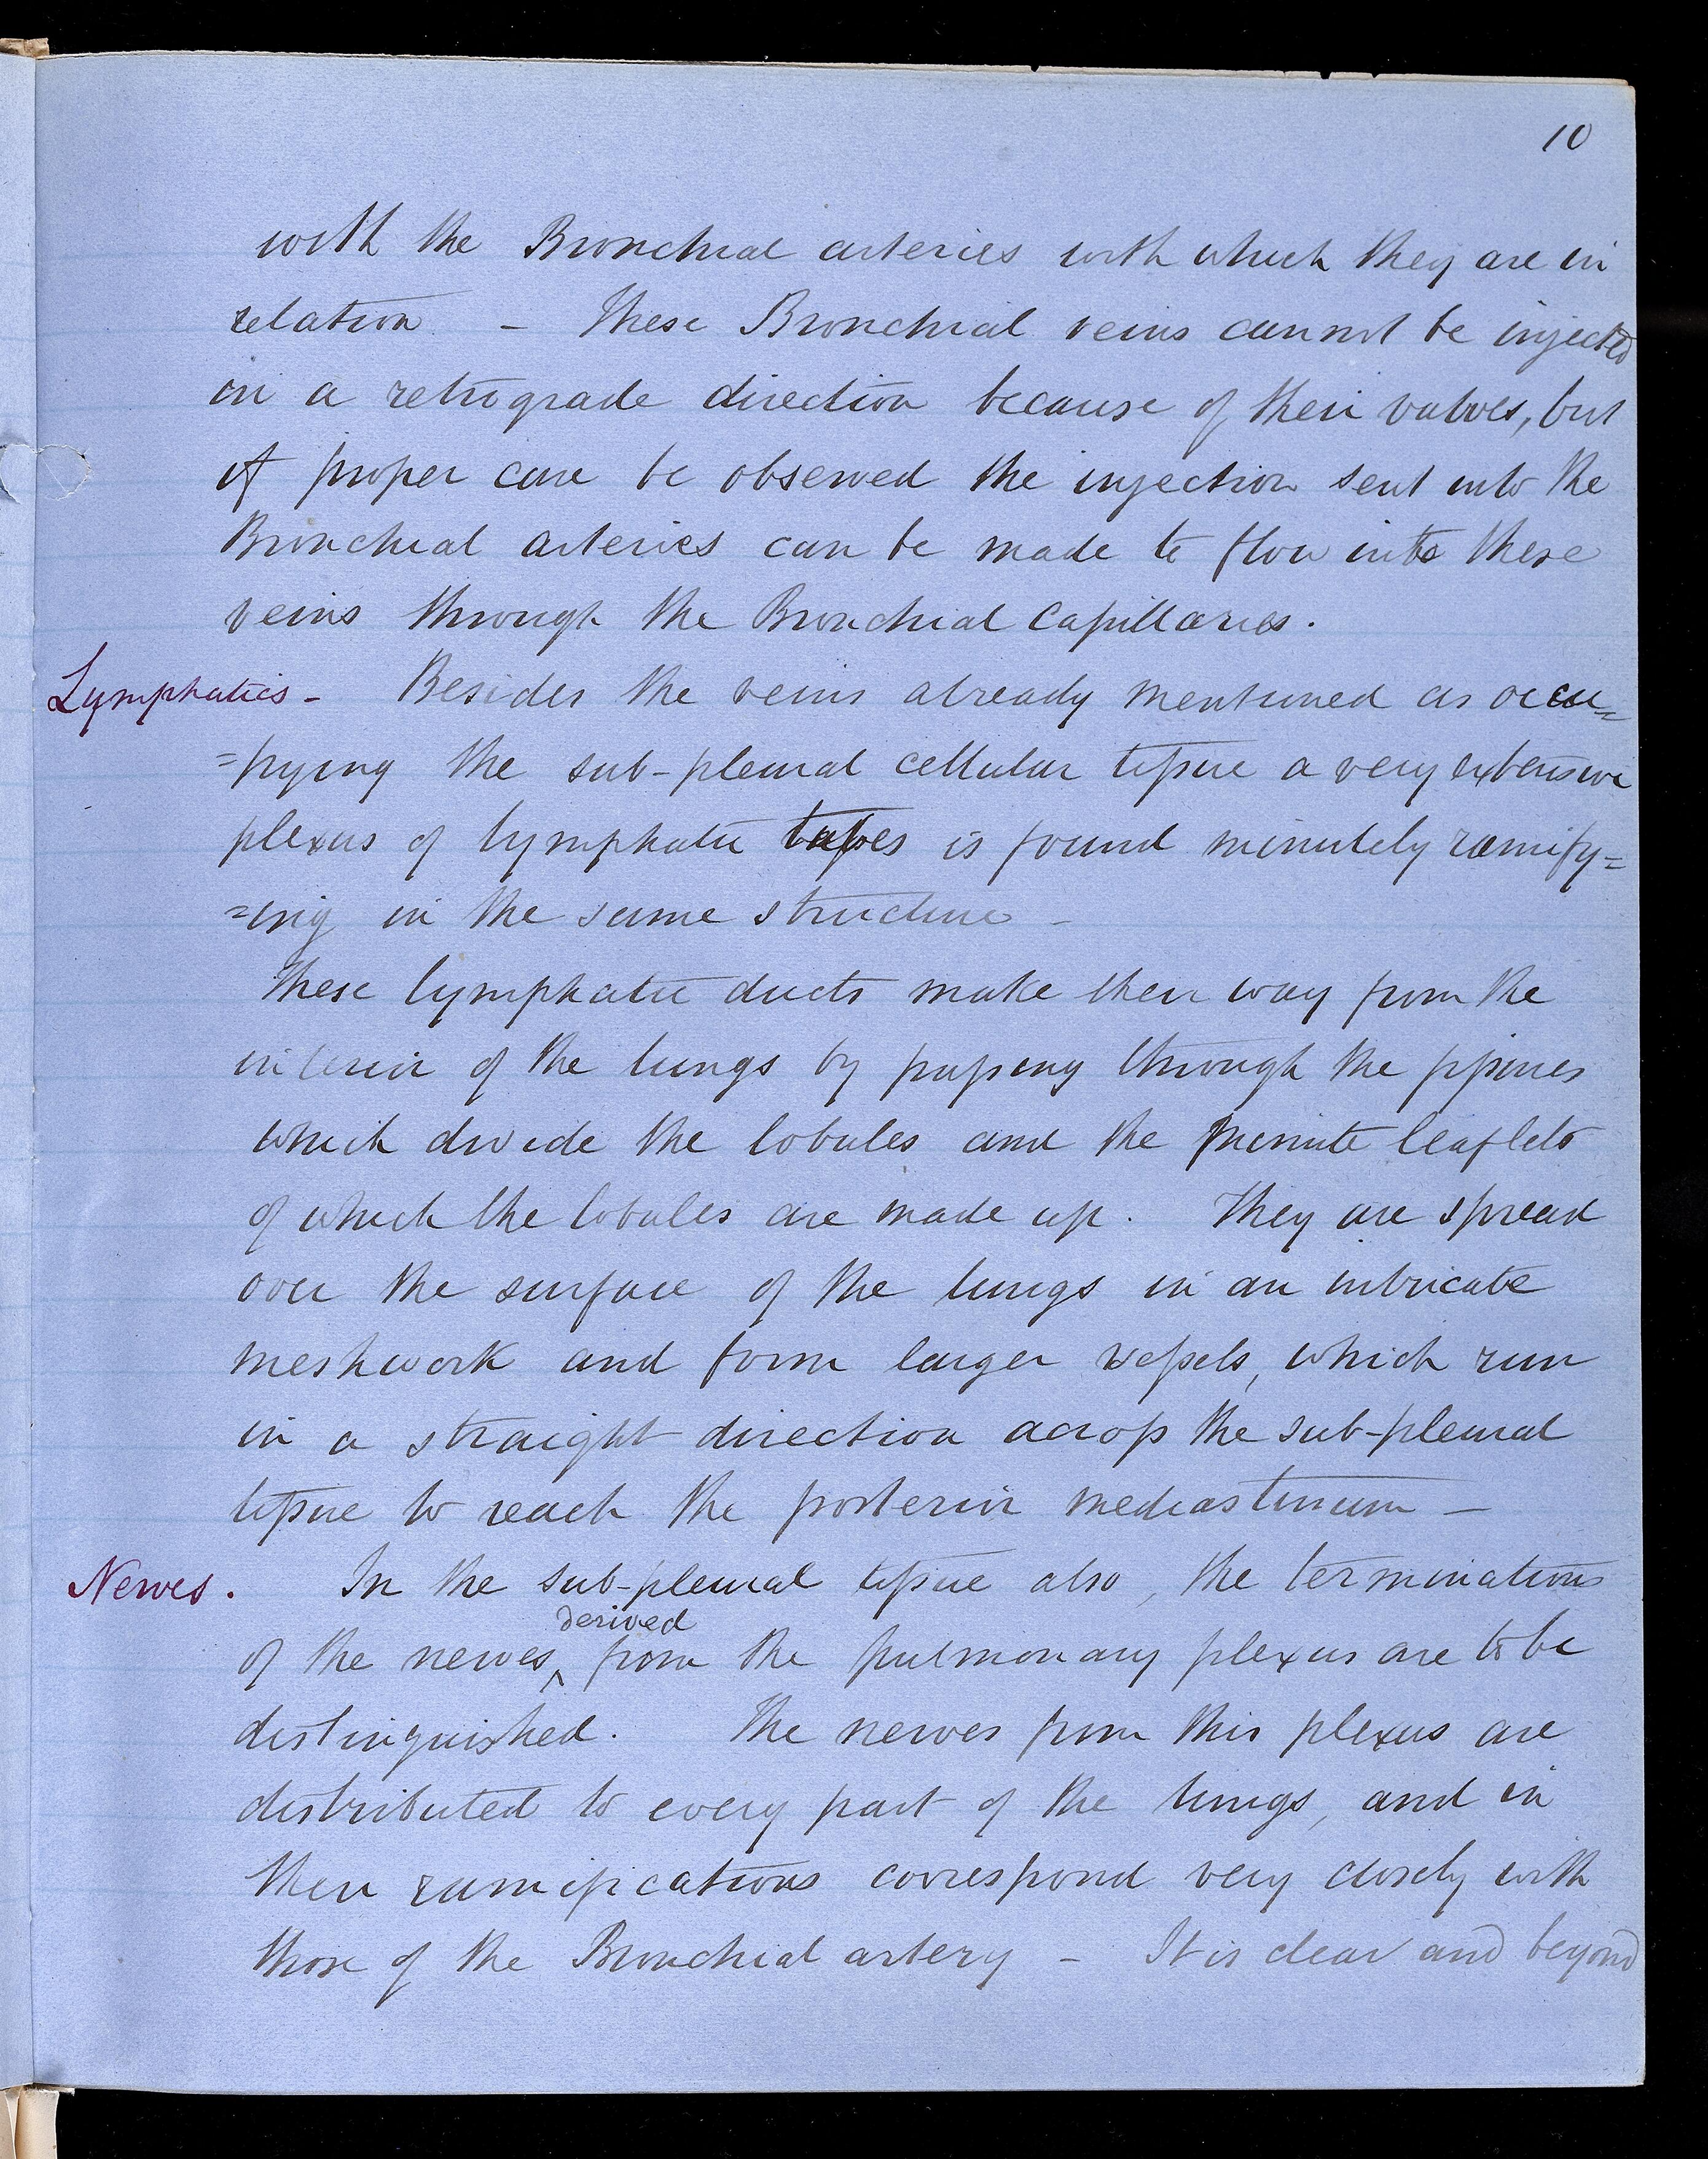 10
with the Bronchial arteries with which they are in
relation - These Bronchial veins cannot be injected
in a retrograde direction because of their valves, but
if proper care be observed the injection sent into the
Bronchial arteries can be made to flow into these
veins through the Bronchial Capillaries.
Lymphatics - Besides the veins already mentioned as occu=
=pying the sub-pleural cellular tissue a very extensive
plexus of lymphatic tubes is found minutely ramify=
=ing in the same structure -
These lymphatic ducts make their way from the
interior of the lungs by passing through the fissures
which divide the lobules and the minute leaflets
of which the lobules are made up. They are spread
over the surface of the lungs in an intricate
meshwork and form larger vessels, which run
in a straight direction across the sub-pleural
tissue to reach the posterior mediastinum -
Nerves. In the sub-pleural tissue also, the terminations
derived
of the nerves ‸ from the pulmonary plexus are to be
distinguished. The nerves from this plexus are
distributed to every part of the lungs, and in
their ramifications correspond very closely with
those of the Bronchial artery - It is clear and beyond